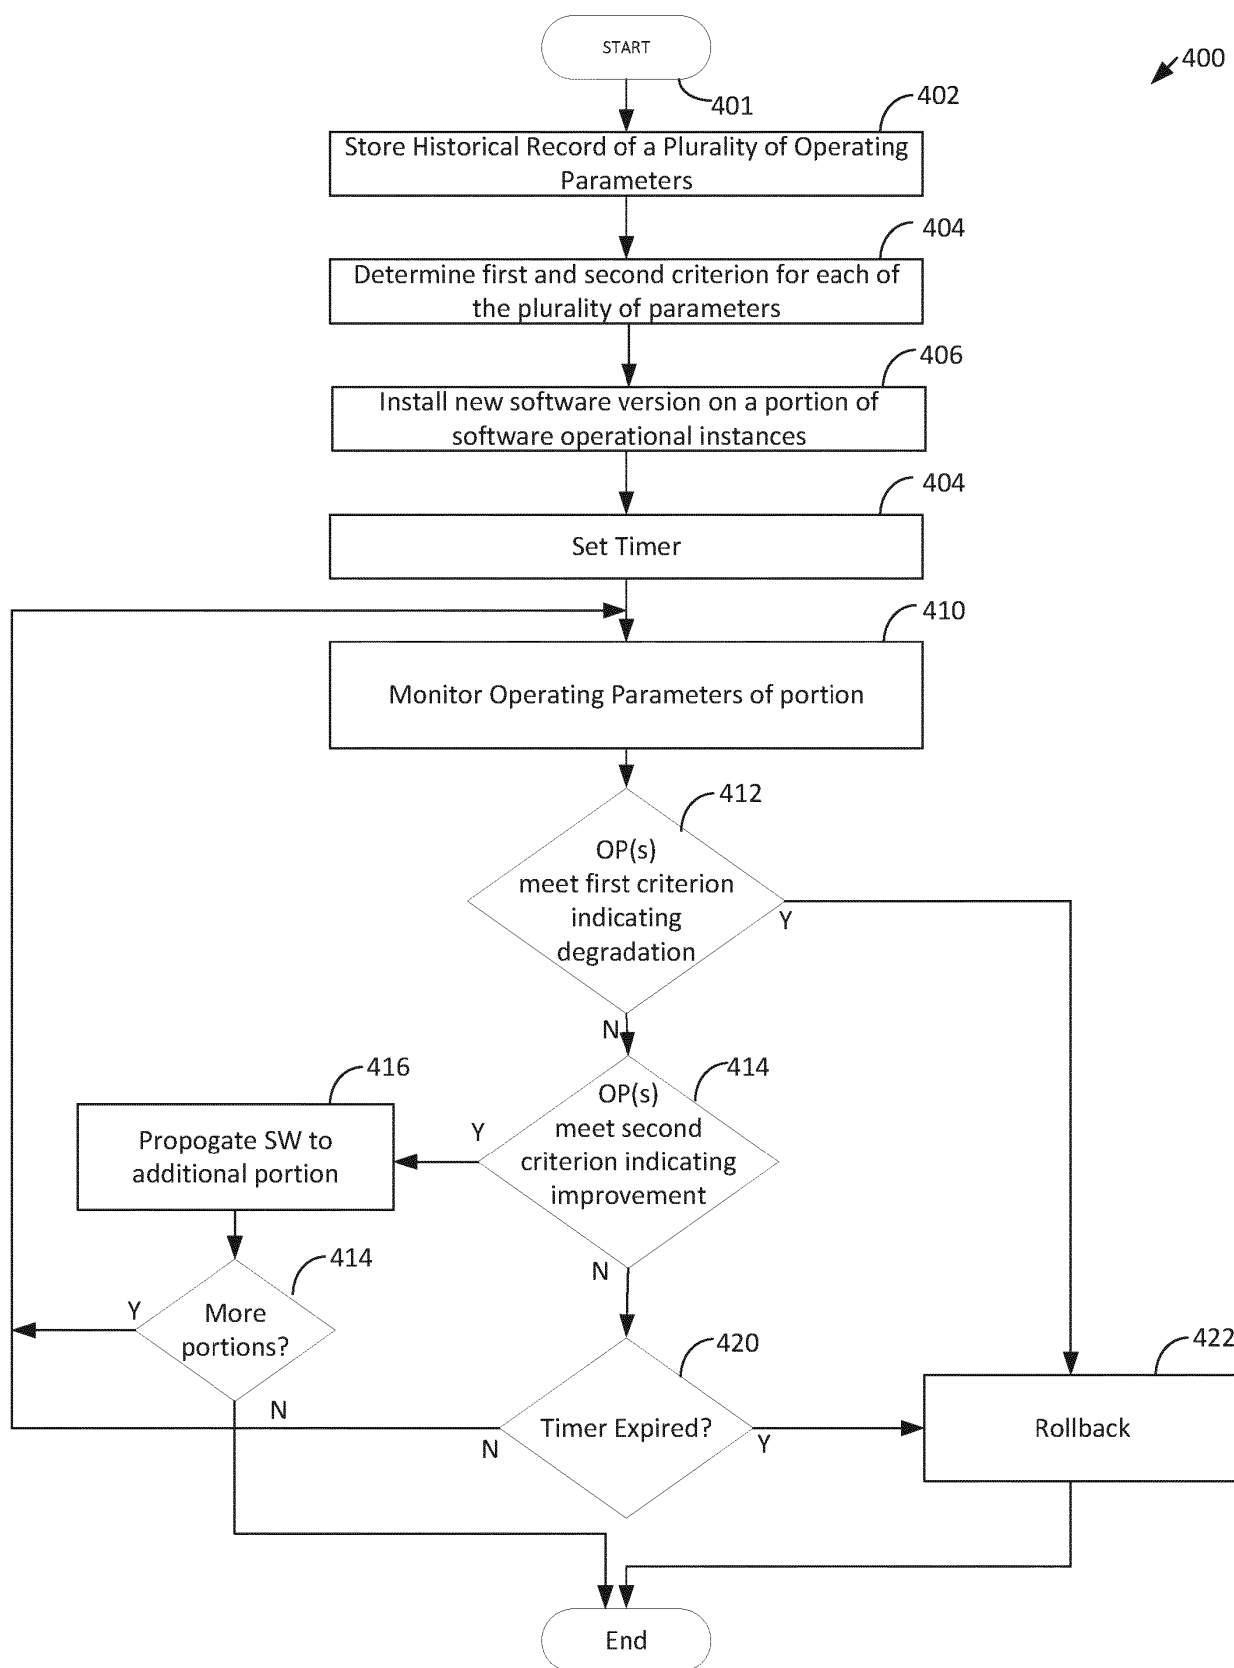 START
400
401
402
Store Historical Record of a Plurality of Operating
Parameters
404
Determine first and second criterion for each of
the plurality of parameters
406
Install new software version on a portion of
software operational instances
404
Set Timer
410
Monitor Operating Parameters of portion
412
OP(s)
meet first criterion
indicating
degradation
Y
N
414
OP(s)
meet second
criterion indicating
improvement
Y
N
416
Propogate SW to
additional portion
414
More
portions?
Y
N
420
Timer Expired?
N
Y
422
Rollback
End